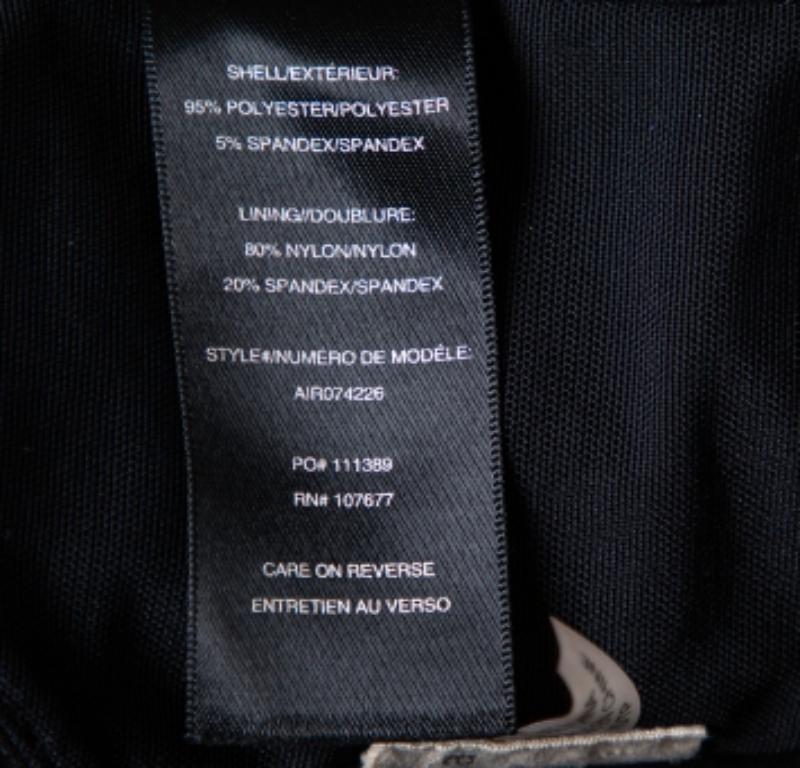 SHELL/EXTÉRIEUR:
95% POLYESTER/POLYESTER
5% SPANDEX/SPANDEX
LINING//DOUBLURE:
80% NYLON/NYLON
20% SPANDEX/SPANDEX
STYLE#/NUMÉRO DE MODÈLE:
AIR074226
PO# 111389
RN# 107677
CARE ON REVERSE
ENTRETIEN AU VERSO